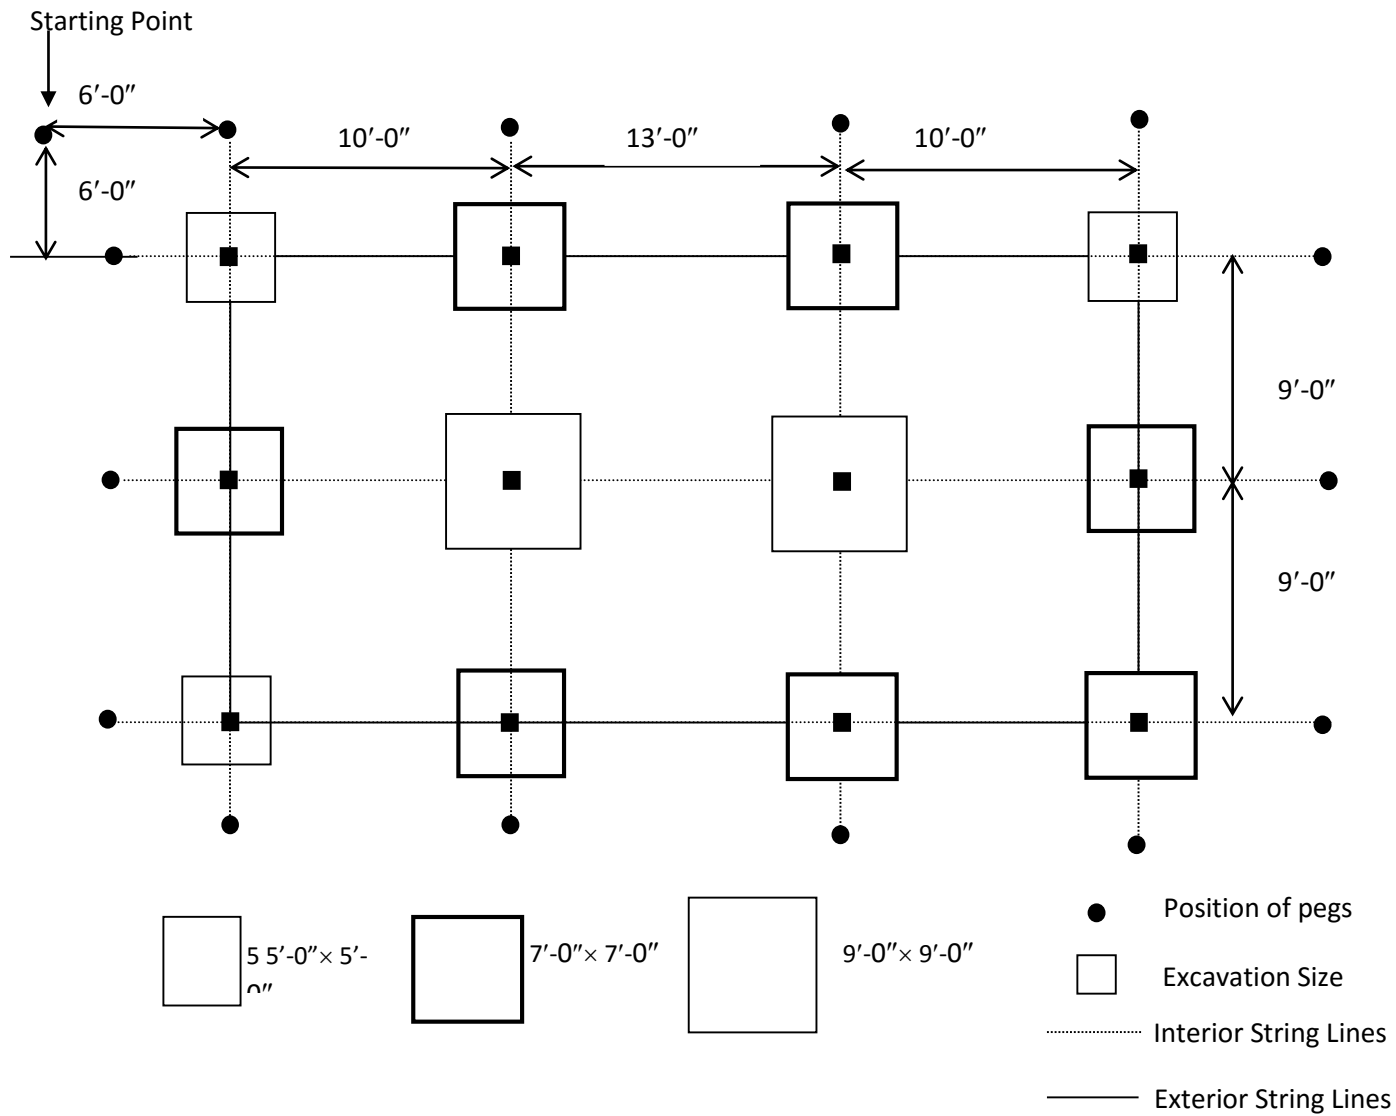 Starting Point
6′-0″
10′-0″
13′-0″
10′-0″
6′-0″
9′-0″
9′-0″
5 5′-0″× 5′-
0″
7′-0″× 7′-0″
9′-0″× 9′-0″
Position of pegs
Excavation Size
Interior String Lines
Exterior String Lines